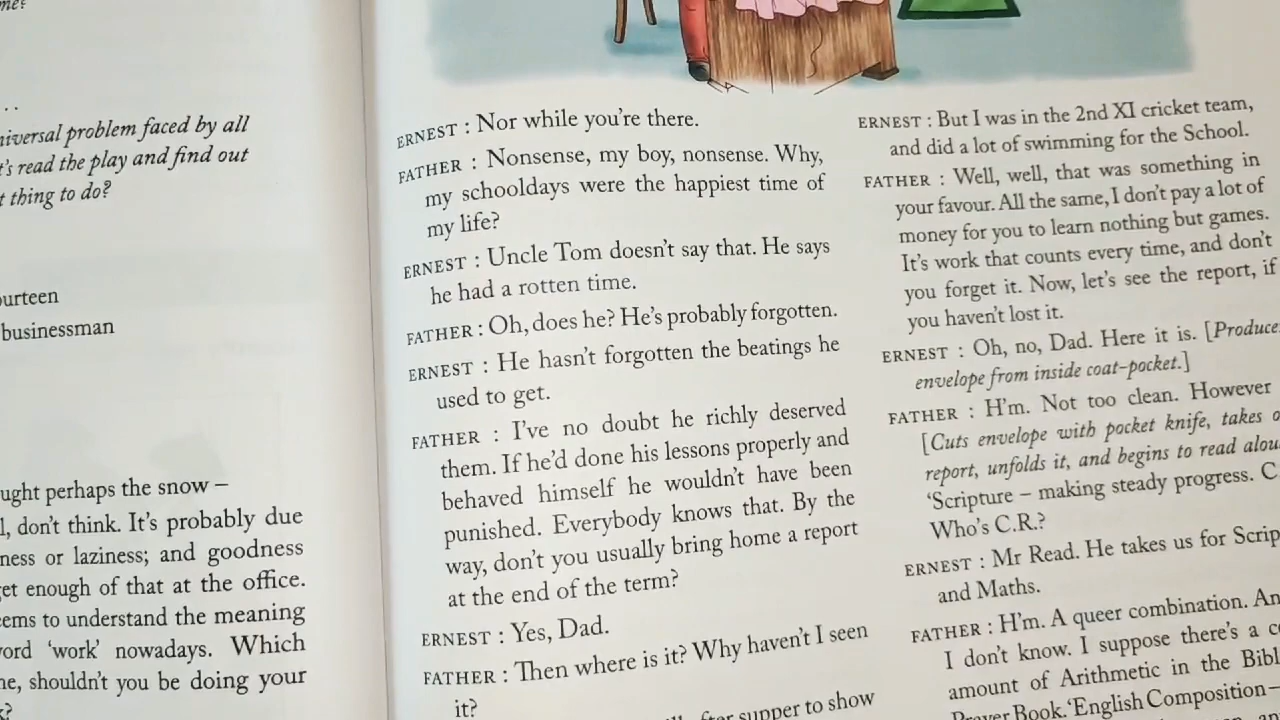 . .
all
problem faced by all
read the play and find out
thing to do?
businessman
perhaps the snow –
don't think. It's probably due
or laziness; and goodness
enough of that at the office.
to understand the meaning
'work' nowadays. Which
shouldn't you be doing your
ERNEST : Nor while you're there.
FATHER : Nonsense, my boy, nonsense. Why,
my schooldays were the happiest time of
my life?
ERNEST : Uncle Tom doesn't say that. He says
he had a rotten time.
FATHER : Oh, does he? He's probably forgotten.
ERNEST : He hasn't forgotten the beatings he
used to get.
FATHER : I've no doubt he richly deserved
them. If he'd done his lessons properly and
behaved himself he wouldn't have been
punished. Everybody knows that. By the
way, don't you usually bring home a report
at the end of the term?
ERNEST : Yes, Dad.
FATHER : Then where is it? Why haven't I seen
it?
supper to show
ERNEST : But I was in the 2nd XI cricket team,
and did a lot of swimming for the School.
FATHER : Well, well, that was something in
your favour. All the same, I don't pay a lot of
money for you to learn nothing but games.
It's work that counts every time, and don't
you forget it. Now, let's see the report, if
you haven't lost it.
ERNEST : Oh, no, Dad. Here it is. [Produce
envelope from inside coat-pocket.]
FATHER : H'm. Not too clean. However
[Cuts envelope with pocket knife, takes
report, unfolds it, and begins to read
'Scripture – making steady progress. C
Who's C.R.?
ERNEST : Mr Read. He takes us for
and Maths.
FATHER : H'm. A queer combination.
I don't know. I suppose there's a
amount of Arithmetic in the
Prayer Book. 'English Composition –